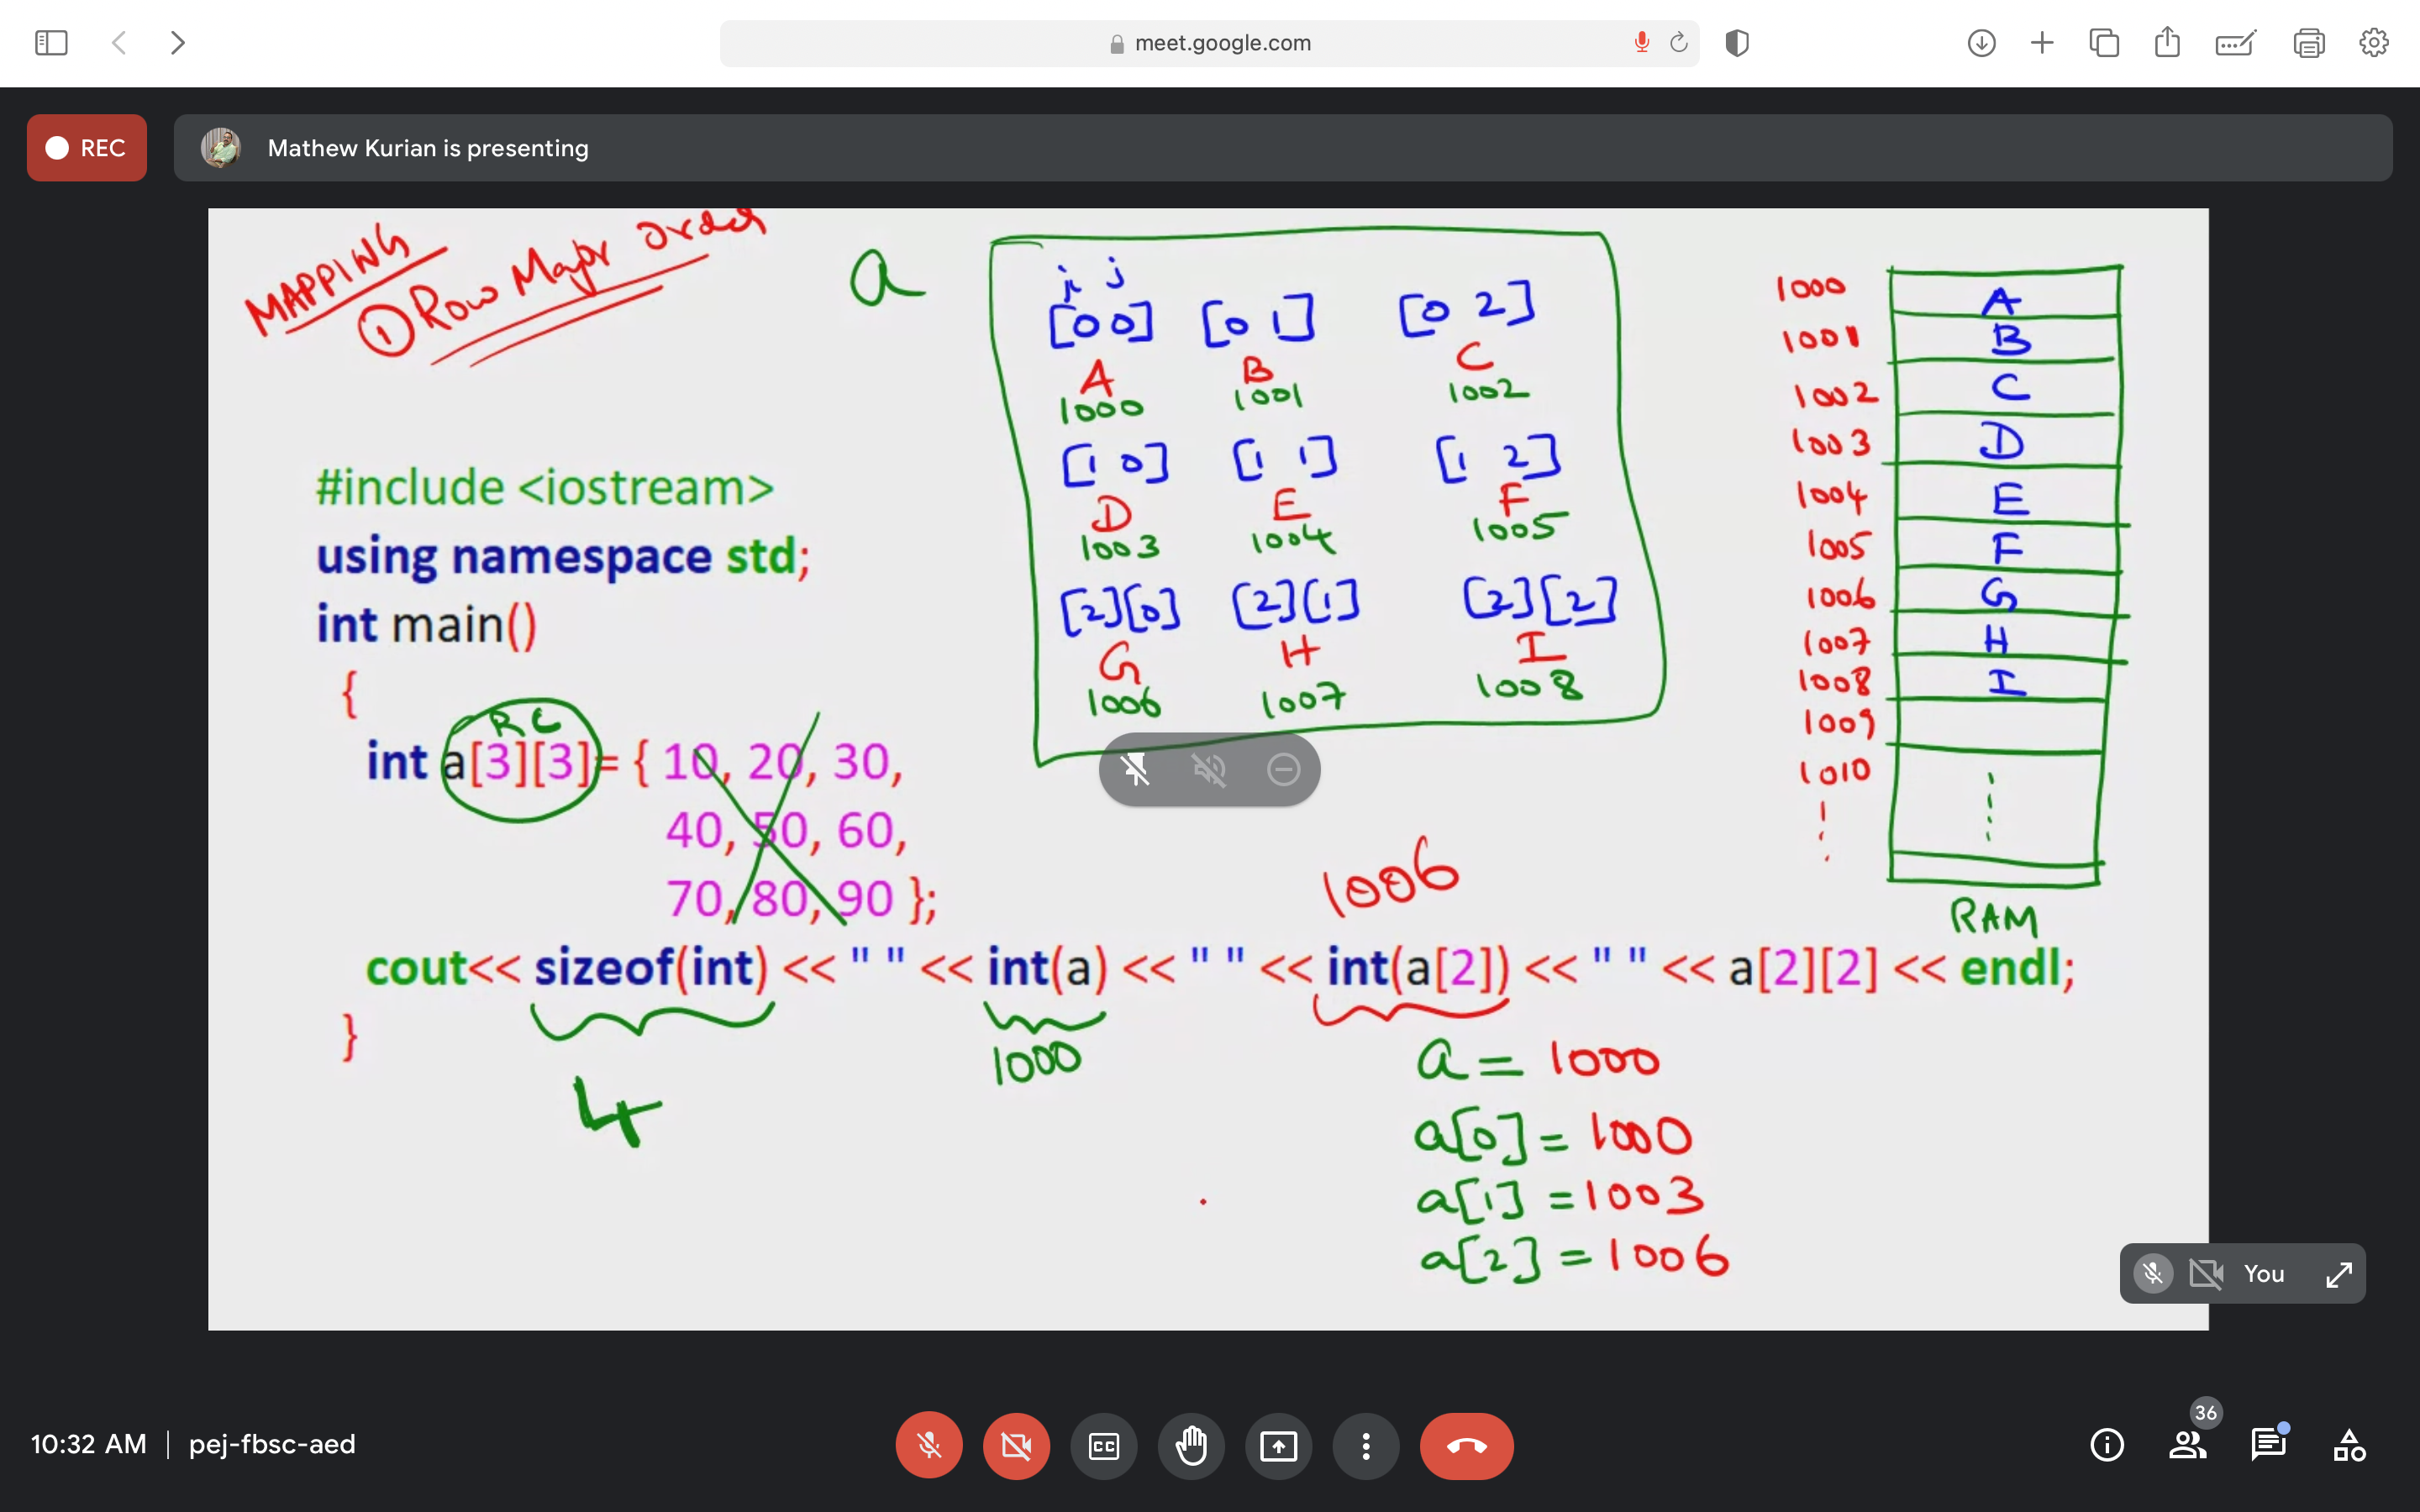 meet.google.com
REC
Mathew Kurian is presenting
MAPPING
① Row Major Order
a
i j
[0 0] [0 1] [0 2]
A B C
1000 1001 1002
[1 0] [1 1] [1 2]
D E F
1003 1004 1005
[2][0] [2][1] [2][2]
G H I
1006 1007 1008
1000 A
1001 B
1002 C
1003 D
1004 E
1005 F
1006 G
1007 H
1008 I
1009
1010
RAM
#include <iostream>
using namespace std;
int main()
{
R C
int a[3][3]= { 10, 20, 30,
40, 50, 60,
70, 80, 90 };
1006
cout<< sizeof(int) << " " << int(a) << " " << int(a[2]) << " " << a[2][2] << endl;
}
4
1000
a = 1000
a[0] = 1000
a[1] = 1003
a[2] = 1006
You
10:32 AM | pej-fbsc-aed
CC
36